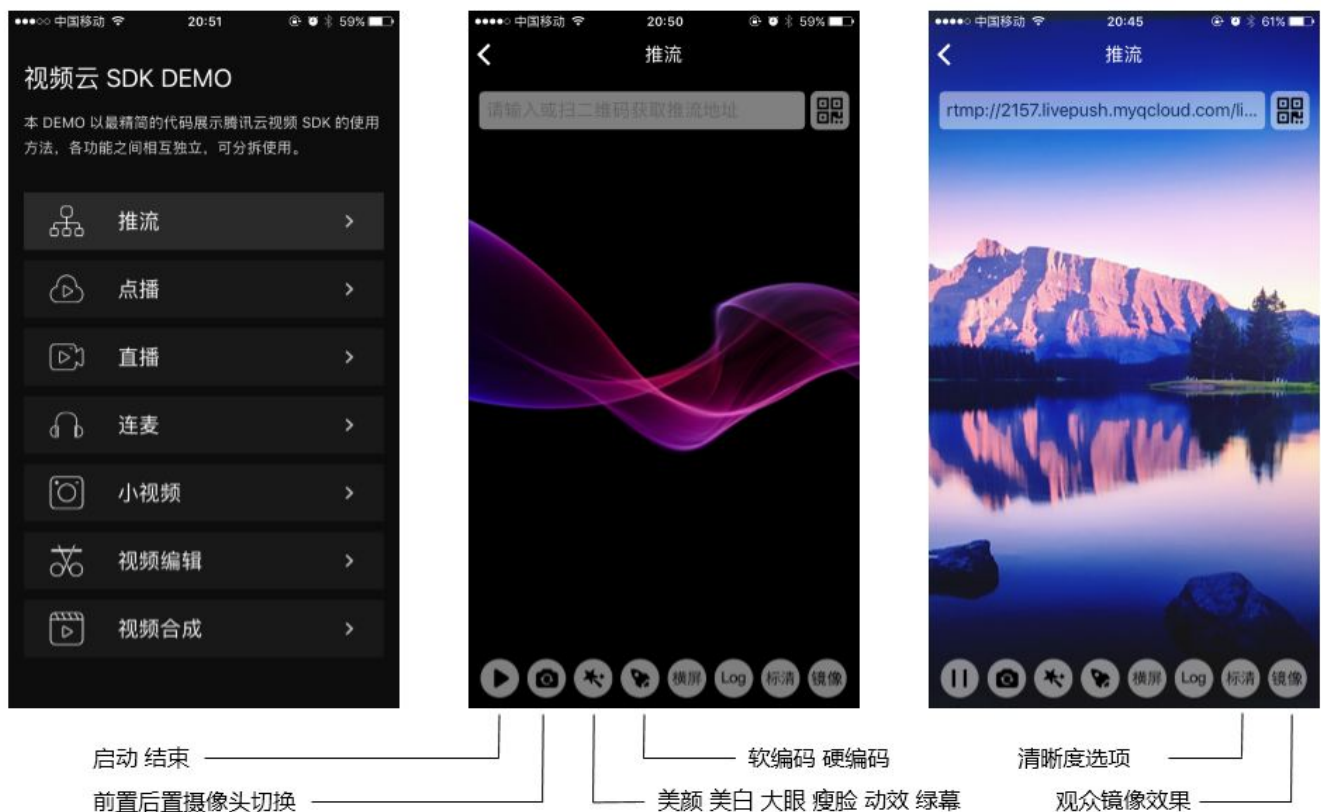 中国移动 20:51 59%
视频云 SDK DEMO
本 DEMO 以最精简的代码展示腾讯云视频 SDK 的使用
方法，各功能之间相互独立，可分拆使用。
推流
点播
直播
连麦
小视频
视频编辑
视频合成
中国移动 20:50 59%
推流
请输入或扫二维码获取推流地址
横屏 Log 标清 镜像
中国移动 20:45 61%
推流
rtmp://2157.livepush.myqcloud.com/li...
横屏 Log 标清 镜像
启动 结束
前置后置摄像头切换
软编码 硬编码
美颜 美白 大眼 瘦脸 动效 绿幕
清晰度选项
观众镜像效果